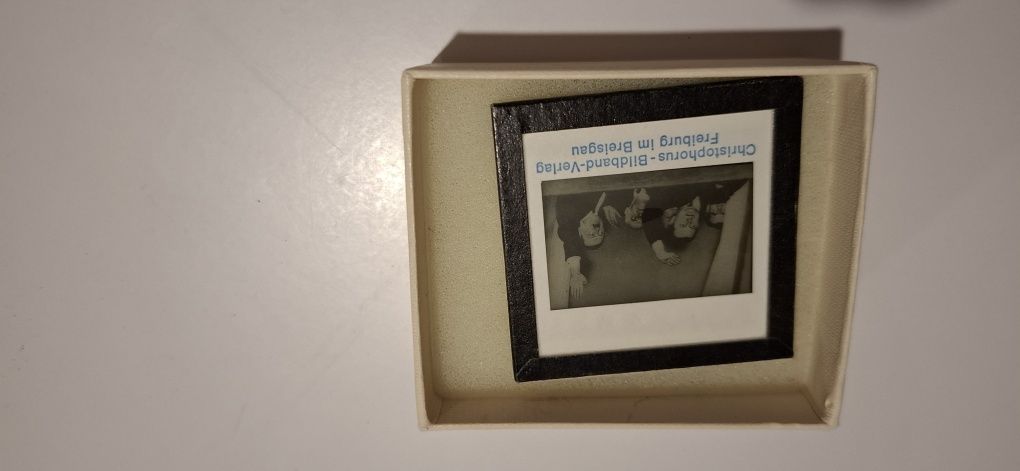 Christophorus-Bildband-Verlag
Freiburg im Breisgau